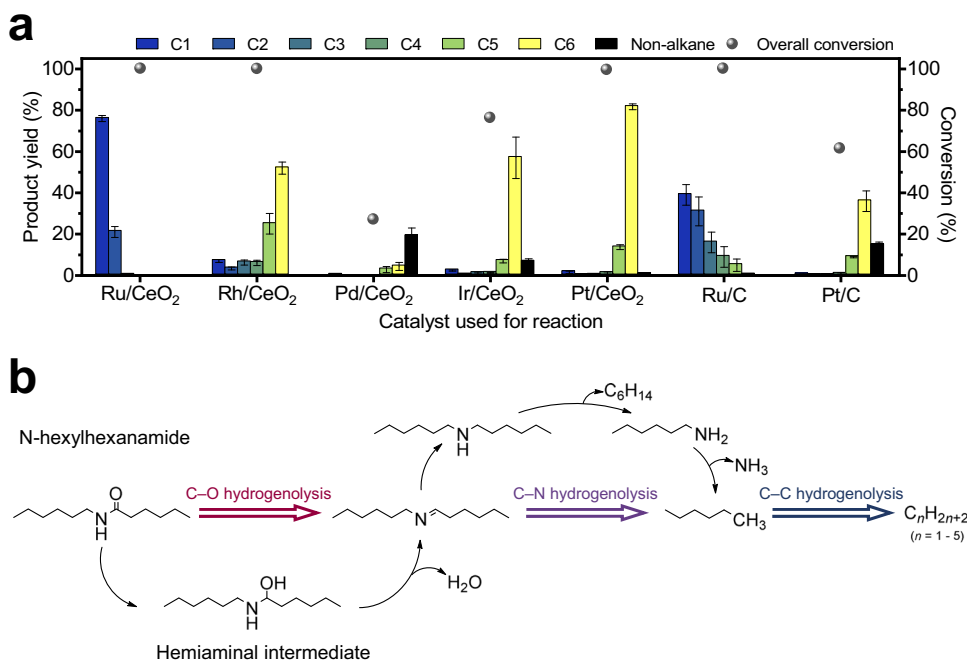 a
C1 C2 C3 C4 C5 C6 Non-alkane Overall conversion
Product yield (%)
100
80
60
40
20
0
100
80
60
40
20
0
Conversion (%)
Ru/CeO₂ Rh/CeO₂ Pd/CeO₂ Ir/CeO₂ Pt/CeO₂ Ru/C Pt/C
Catalyst used for reaction
b
N-hexylhexanamide
O
N
H
C–O hydrogenolysis
N
H
C₆H₁₄
NH₂
NH₃
N
C–N hydrogenolysis
CH₃
C–C hydrogenolysis
CₙH₂ₙ₊₂
(n = 1 - 5)
OH
N
H
H₂O
Hemiaminal intermediate